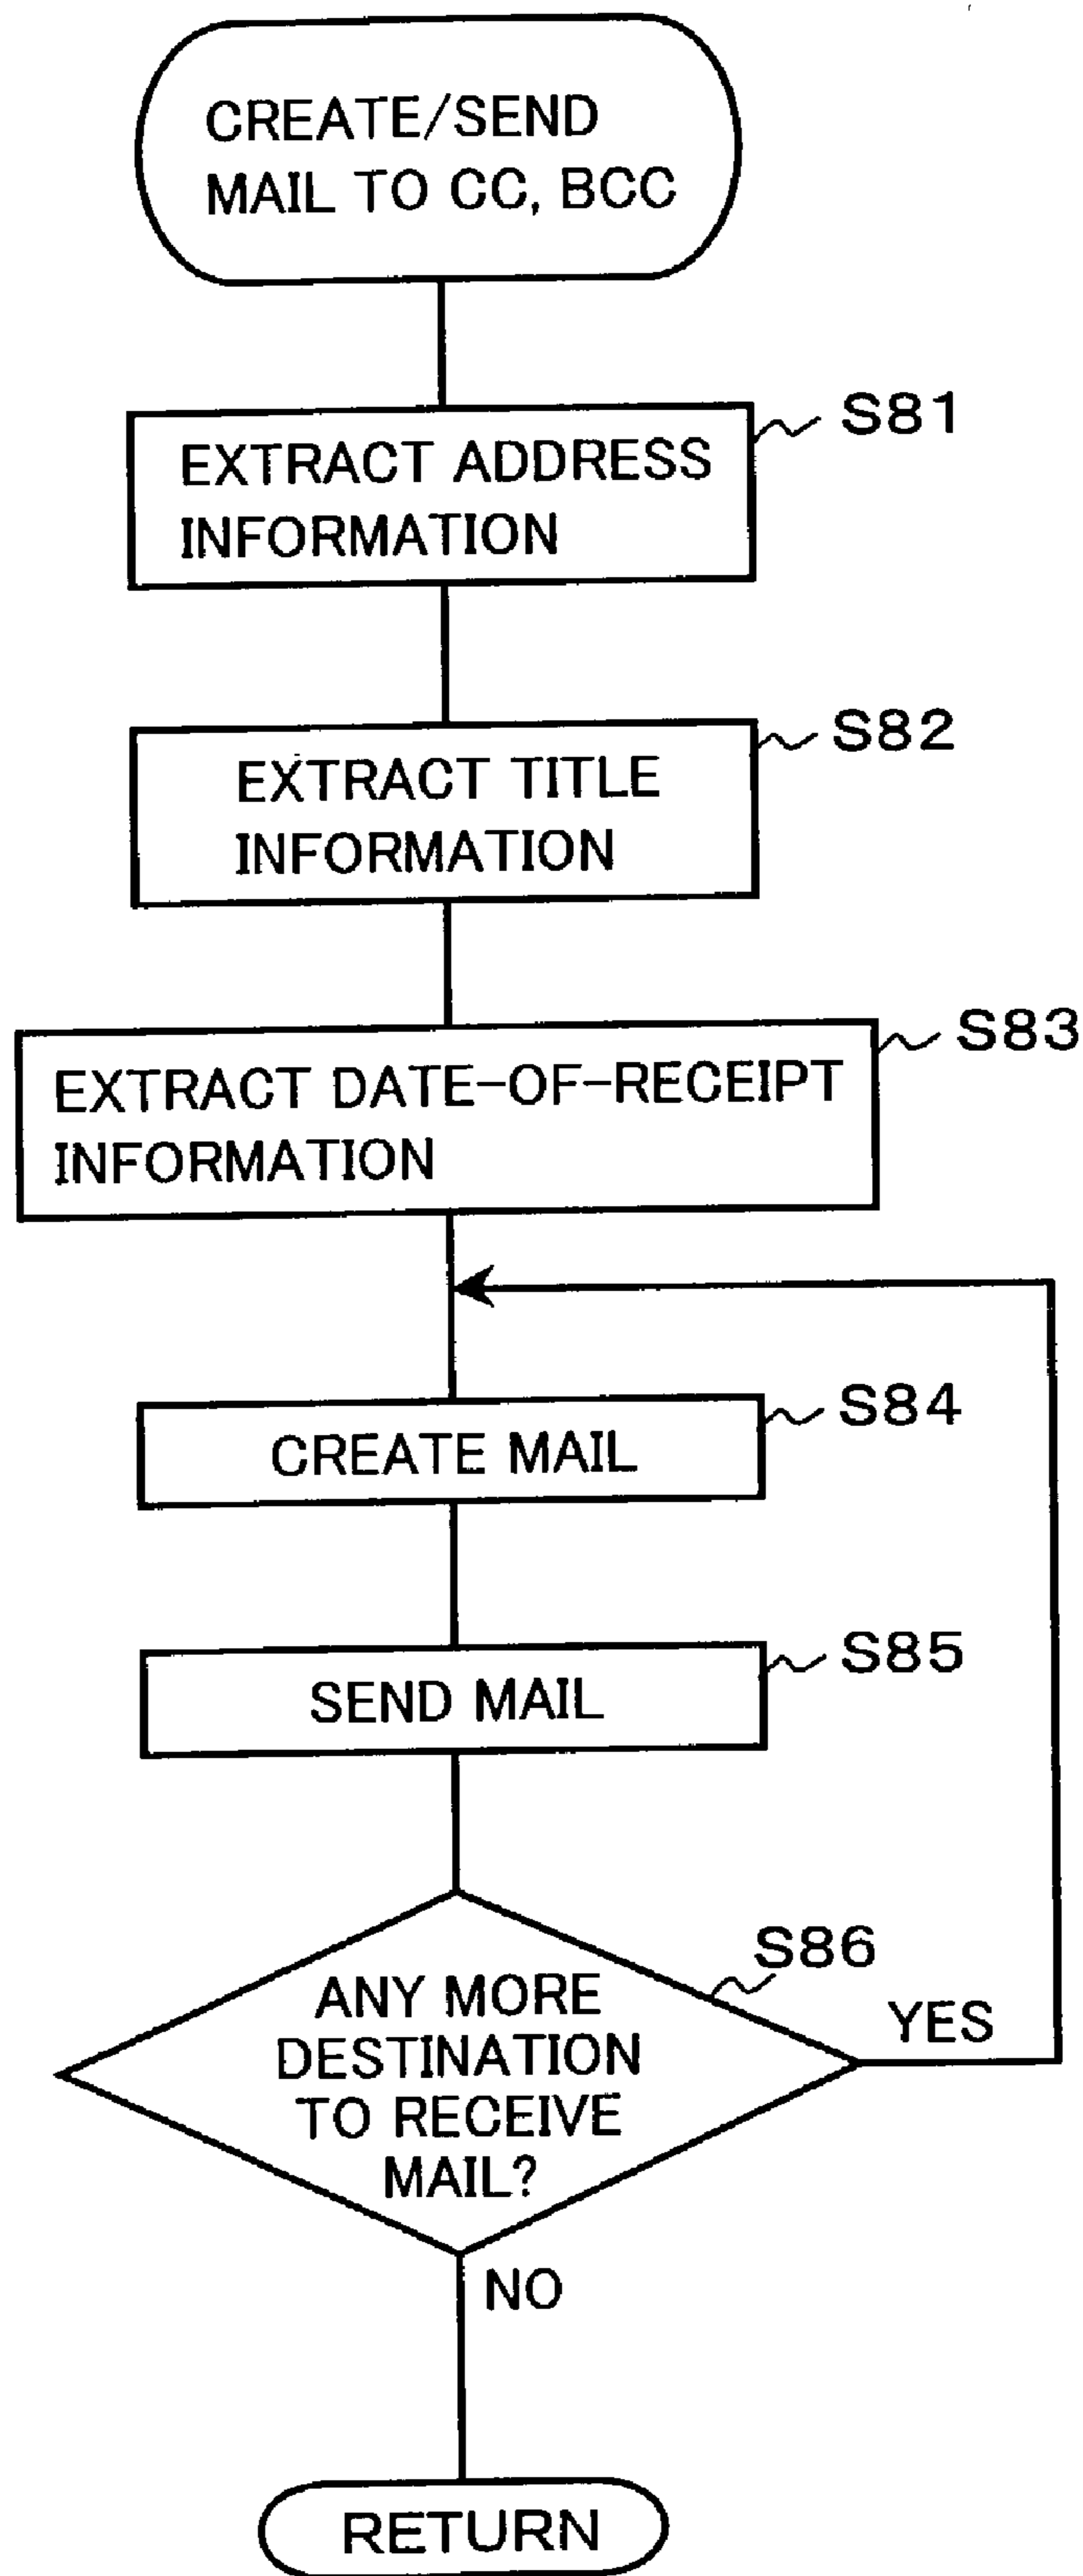 CREATE/SEND
MAIL TO CC, BCC
S81
EXTRACT ADDRESS
INFORMATION
S82
EXTRACT TITLE
INFORMATION
S83
EXTRACT DATE-OF-RECEIPT
INFORMATION
S84
CREATE MAIL
S85
SEND MAIL
S86
ANY MORE
DESTINATION
TO RECEIVE
MAIL?
YES
NO
RETURN